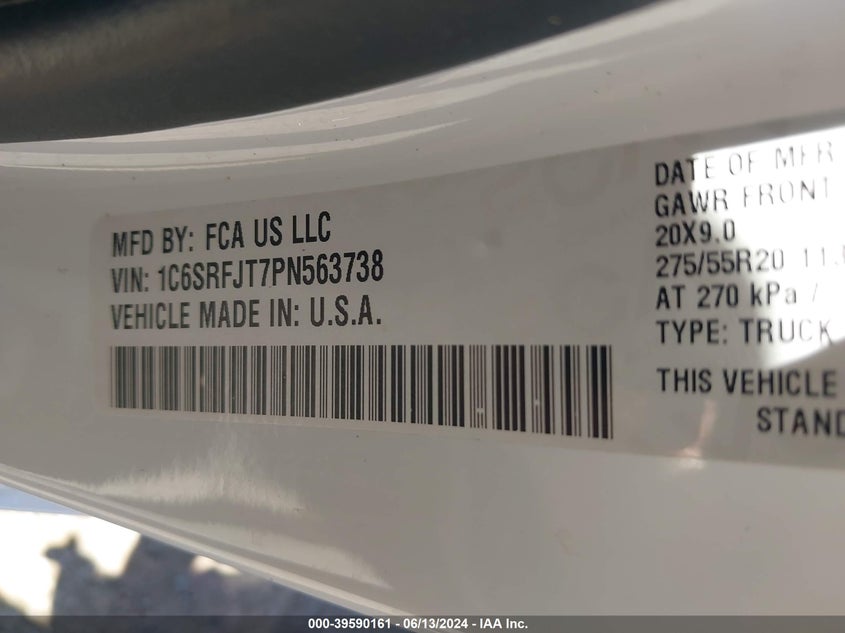 MFD BY: FCA US LLC
VIN: 1C6SRFJT7PN563738
VEHICLE MADE IN: U.S.A.
DATE OF MFR
GAWR FRONT
20X9.0
275/55R20
AT 270 kPa /
TYPE: TRUCK
THIS VEHICLE
STAND
000-39590161 - 06/13/2024 - IAA Inc.